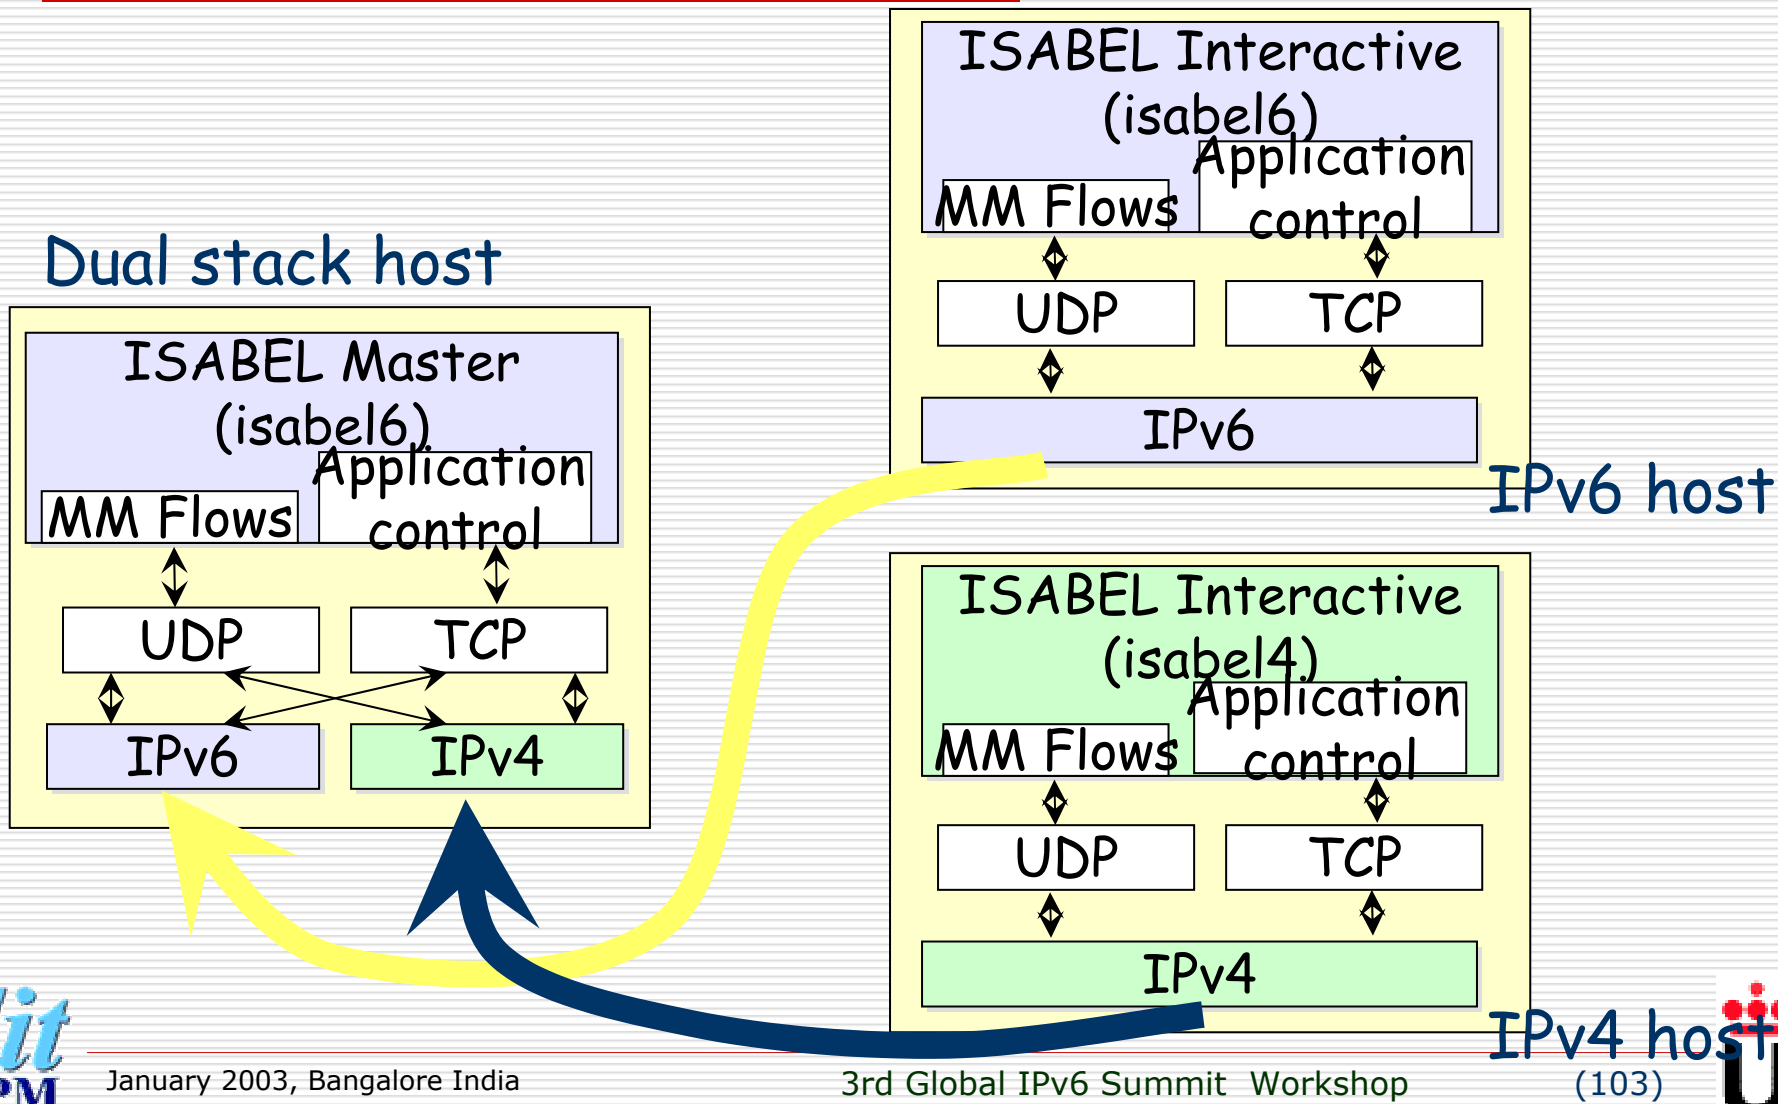 Dual stack host
ISABEL Master
(isabel6)
MM Flows
Application
control
UDP
TCP
IPv6
IPv4
ISABEL Interactive
(isabel6)
MM Flows
Application
control
UDP
TCP
IPv6
IPv6 host
ISABEL Interactive
(isabel4)
MM Flows
Application
control
UDP
TCP
IPv4
IPv4 host
January 2003, Bangalore India
3rd Global IPv6 Summit Workshop
(103)